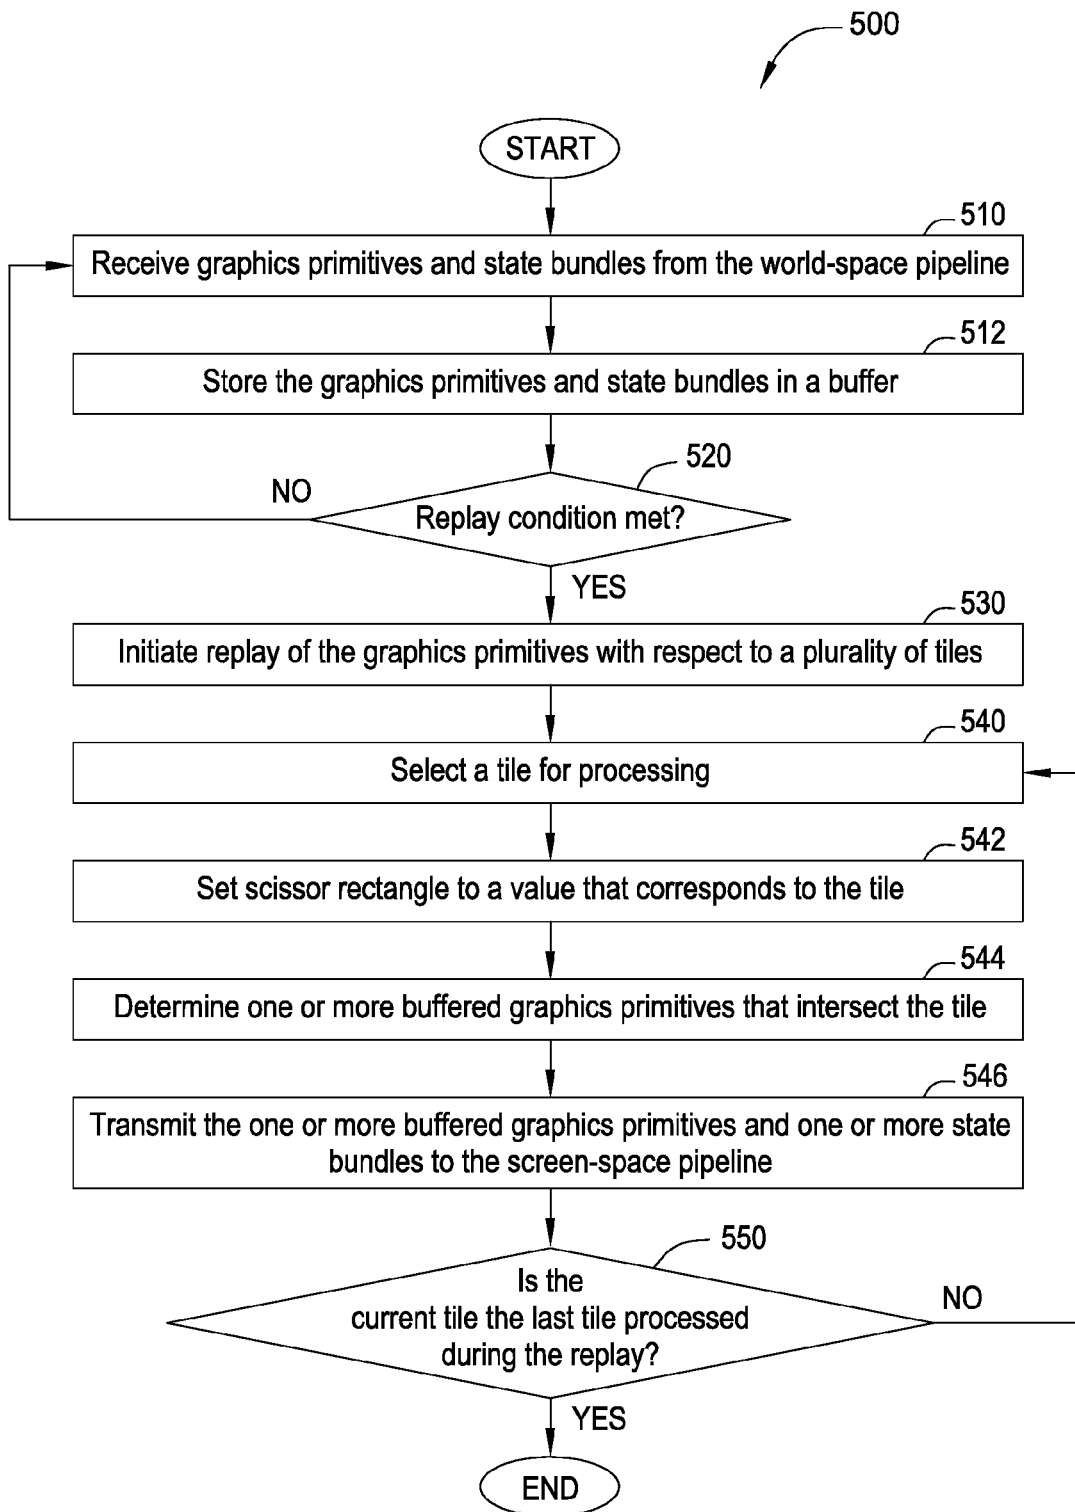 500
START
510
Receive graphics primitives and state bundles from the world-space pipeline
512
Store the graphics primitives and state bundles in a buffer
520
NO
Replay condition met?
YES
530
Initiate replay of the graphics primitives with respect to a plurality of tiles
540
Select a tile for processing
542
Set scissor rectangle to a value that corresponds to the tile
544
Determine one or more buffered graphics primitives that intersect the tile
546
Transmit the one or more buffered graphics primitives and one or more state
bundles to the screen-space pipeline
550
Is the
NO
current tile the last tile processed
during the replay?
YES
END